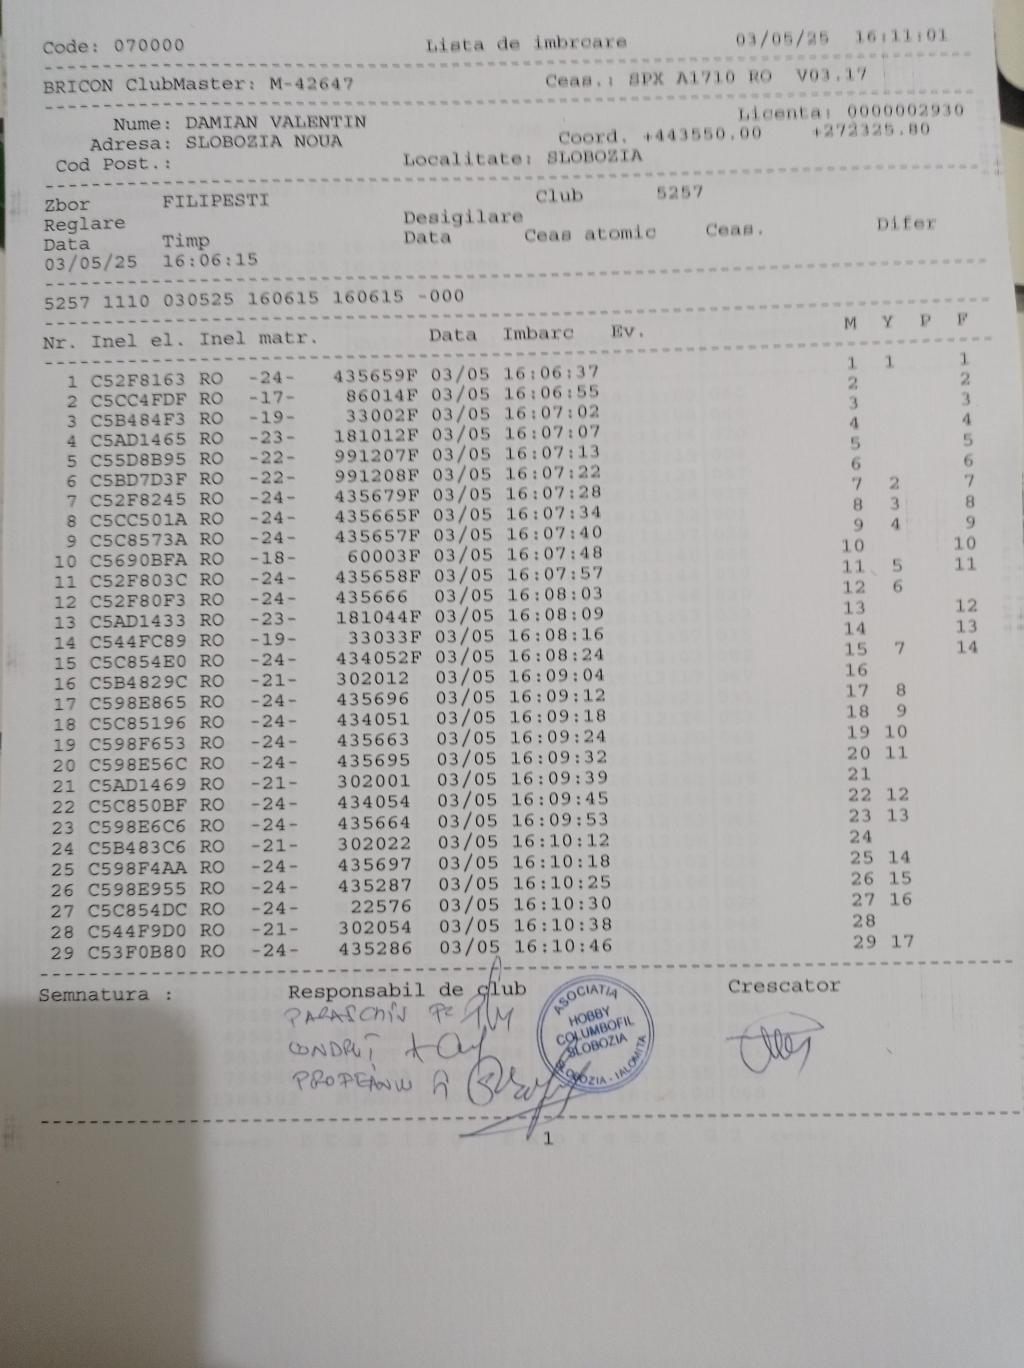 Code: 070000 Lista de imbrcare 03/05/25 16:11:01
BRICON ClubMaster: M-42647 Ceas.: SPX A1710 RO V03.17
Nume: DAMIAN VALENTIN Licenta: 0000002930
Adresa: SLOBOZIA NOUA Coord. +443550.00 +272325.80
Cod Post.: Localitate: SLOBOZIA
Zbor FILIPESTI Club 5257
Reglare Desigilare
Data Timp Data Ceas atomic Ceas. Difer
03/05/25 16:06:15
5257 1110 030525 160615 160615 -000
Nr. Inel el. Inel matr. Data Imbarc Ev. M Y P F
1 C52F8163 RO -24- 435659F 03/05 16:06:37 1 1 1
2 C5CC4FDF RO -17- 86014F 03/05 16:06:55 2 2
3 C5B484F3 RO -19- 33002F 03/05 16:07:02 3 3
4 C5AD1465 RO -23- 181012F 03/05 16:07:07 4 4
5 C55D8B95 RO -22- 991207F 03/05 16:07:13 5 5
6 C5BD7D3F RO -22- 991208F 03/05 16:07:22 6 6
7 C52F8245 RO -24- 435679F 03/05 16:07:28 7 2 7
8 C5CC501A RO -24- 435665F 03/05 16:07:34 8 3 8
9 C5C8573A RO -24- 435657F 03/05 16:07:40 9 4 9
10 C5690BFA RO -18- 60003F 03/05 16:07:48 10 10
11 C52F803C RO -24- 435658F 03/05 16:07:57 11 5 11
12 C52F80F3 RO -24- 435666 03/05 16:08:03 12 6
13 C5AD1433 RO -23- 181044F 03/05 16:08:09 13 12
14 C544FC89 RO -19- 33033F 03/05 16:08:16 14 13
15 C5C854E0 RO -24- 434052F 03/05 16:08:24 15 7 14
16 C5B4829C RO -21- 302012 03/05 16:09:04 16
17 C598E865 RO -24- 435696 03/05 16:09:12 17 8
18 C5C85196 RO -24- 434051 03/05 16:09:18 18 9
19 C598F653 RO -24- 435663 03/05 16:09:24 19 10
20 C598E56C RO -24- 435695 03/05 16:09:32 20 11
21 C5AD1469 RO -21- 302001 03/05 16:09:39 21
22 C5C850BF RO -24- 434054 03/05 16:09:45 22 12
23 C598E6C6 RO -24- 435664 03/05 16:09:53 23 13
24 C5B483C6 RO -21- 302022 03/05 16:10:12 24
25 C598F4AA RO -24- 435697 03/05 16:10:18 25 14
26 C598E955 RO -24- 435287 03/05 16:10:25 26 15
27 C5C854DC RO -24- 22576 03/05 16:10:30 27 16
28 C544F9D0 RO -21- 302054 03/05 16:10:38 28
29 C53F0B80 RO -24- 435286 03/05 16:10:46 29 17
Semnatura : Responsabil de club Crescator
PARASCHIV
ASOCIATIA
HOBBY
COLUMBOFIL
SLOBOZIA
SLOBOZIA - IALOMITA
1